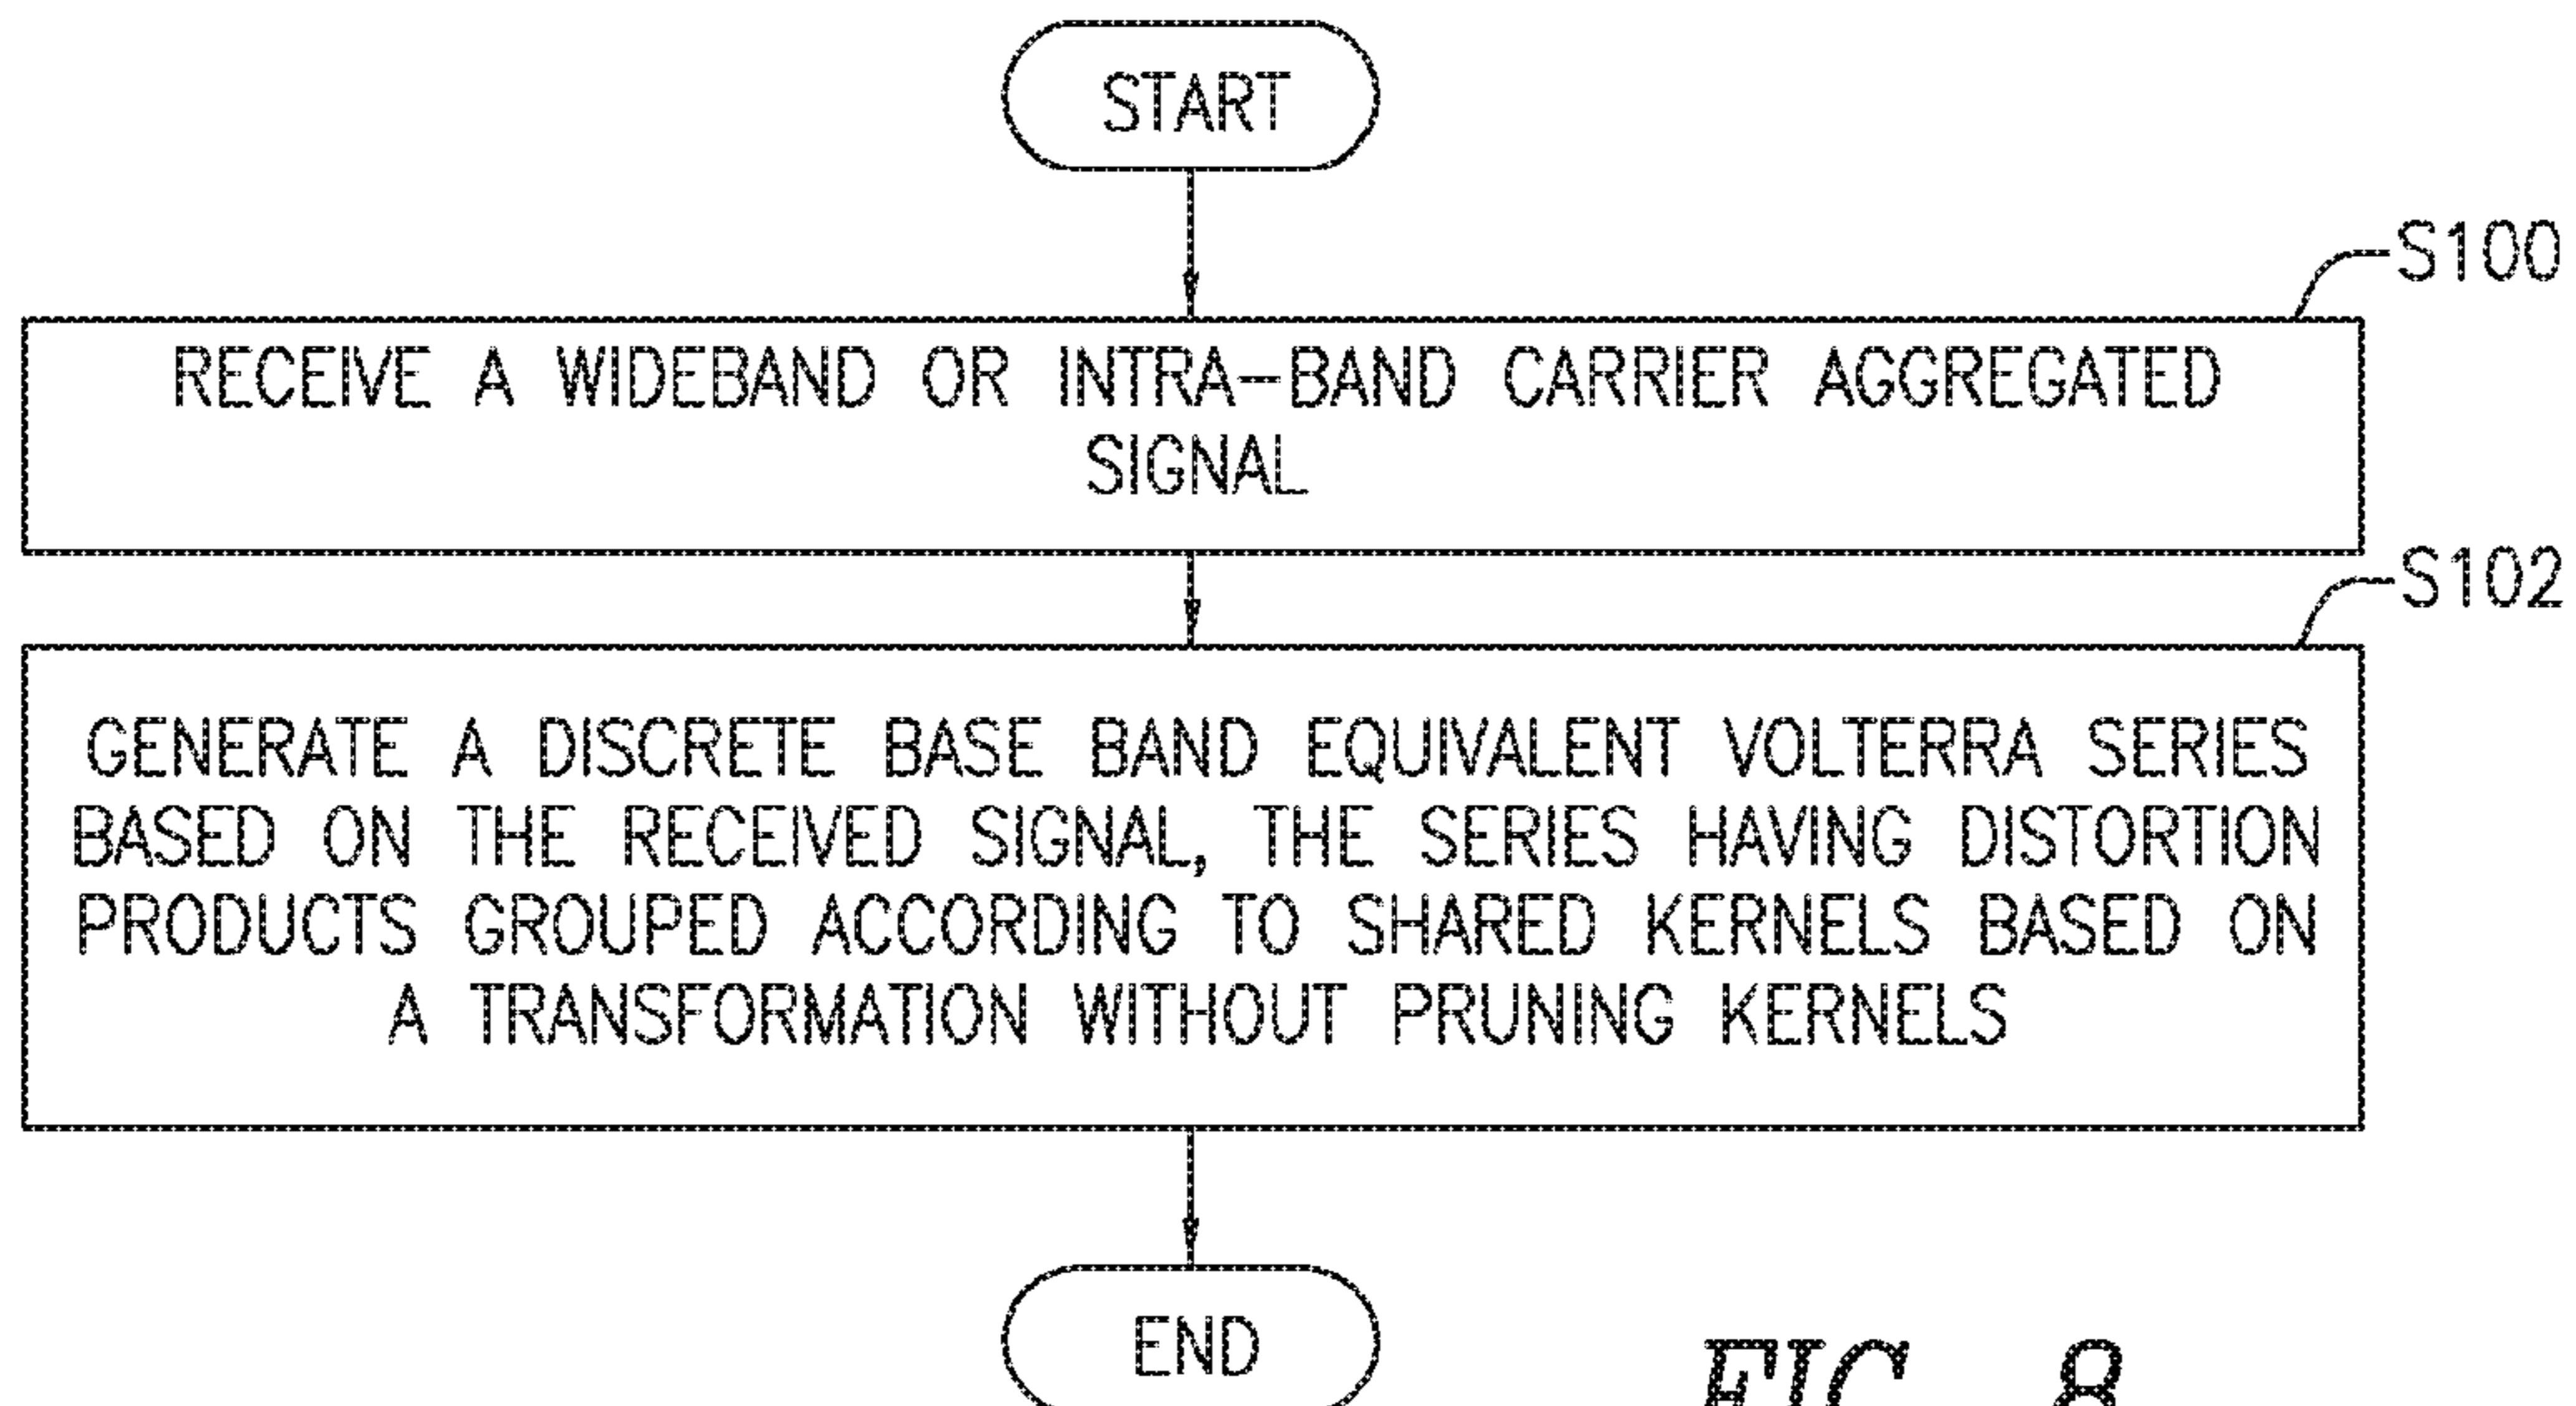 START
S100
RECEIVE A WIDEBAND OR INTRA-BAND CARRIER AGGREGATED
SIGNAL
S102
GENERATE A DISCRETE BASE BAND EQUIVALENT VOLTERRA SERIES
BASED ON THE RECEIVED SIGNAL, THE SERIES HAVING DISTORTION
PRODUCTS GROUPED ACCORDING TO SHARED KERNELS BASED ON
A TRANSFORMATION WITHOUT PRUNING KERNELS
END
FIG. 8